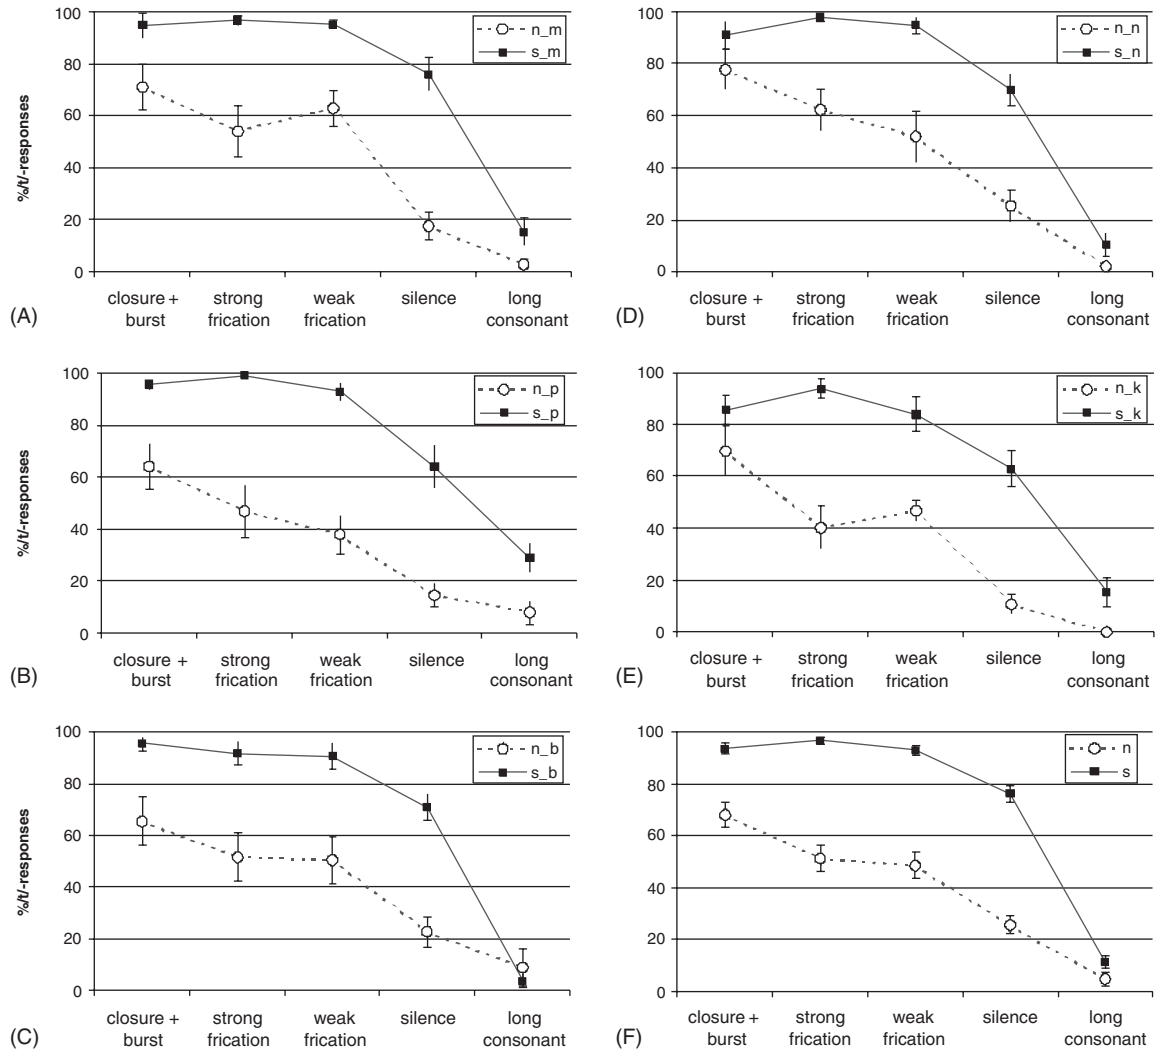 100
80
60
40
20
0
%/t/-responses
n_m
s_m
closure + strong weak silence long
burst frication frication consonant
(A)
100
80
60
40
20
0
n_n
s_n
closure + strong weak silence long
burst frication frication consonant
(D)
100
80
60
40
20
0
%/t/-responses
n_p
s_p
closure + strong weak silence long
burst frication frication consonant
(B)
100
80
60
40
20
0
n_k
s_k
closure + strong weak silence long
burst frication frication consonant
(E)
100
80
60
40
20
0
%/t/-responses
n_b
s_b
closure + strong weak silence long
burst frication frication consonant
(C)
100
80
60
40
20
0
n
s
closure + strong weak silence long
burst frication frication consonant
(F)